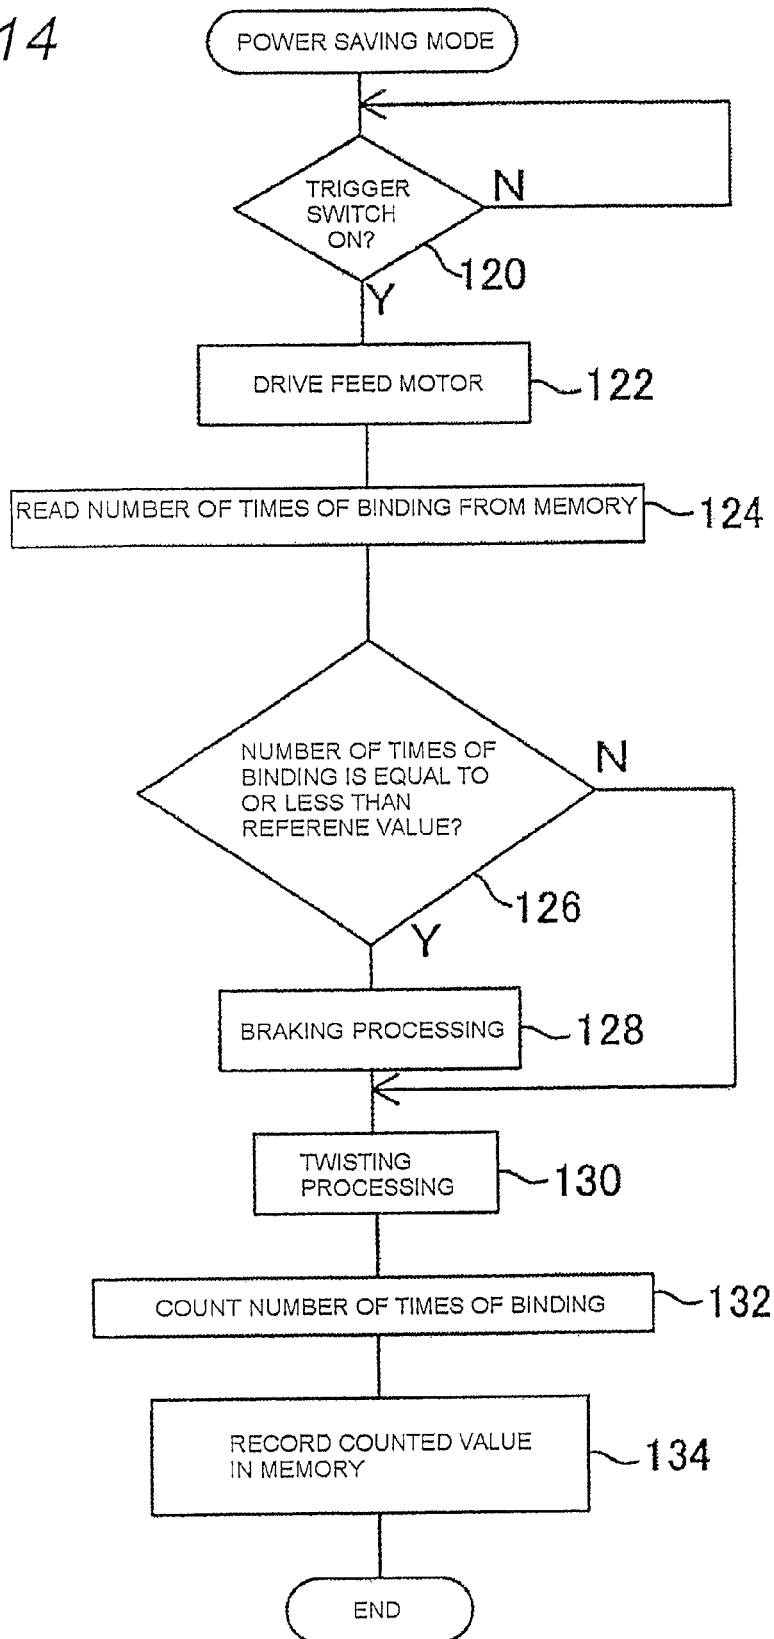 14
POWER SAVING MODE
TRIGGER
SWITCH
ON?
N
120
Y
DRIVE FEED MOTOR
122
READ NUMBER OF TIMES OF BINDING FROM MEMORY
124
NUMBER OF TIMES OF
BINDING IS EQUAL TO
OR LESS THAN
REFERENE VALUE?
N
126
Y
BRAKING PROCESSING
128
TWISTING
PROCESSING
130
COUNT NUMBER OF TIMES OF BINDING
132
RECORD COUNTED VALUE
IN MEMORY
134
END